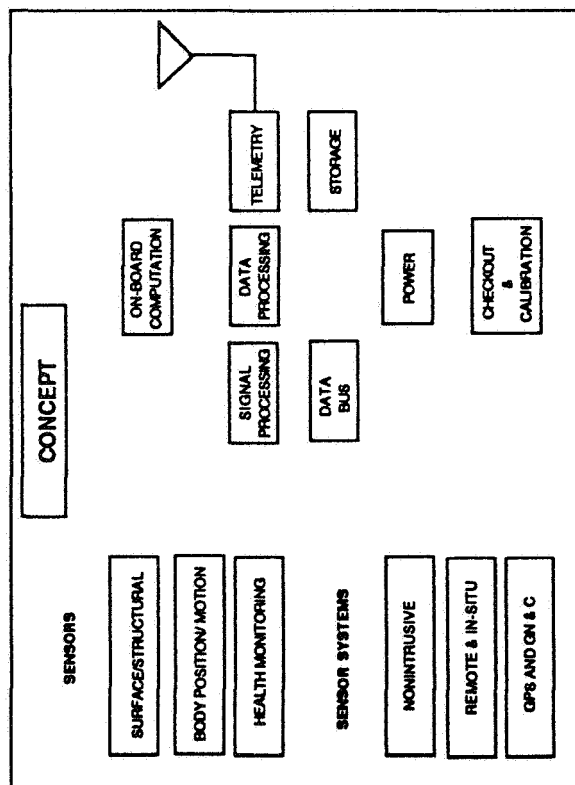 CONCEPT
SENSORS
SURFACE/STRUCTURAL
BODY POSITION/ MOTION
HEALTH MONITORING
SENSOR SYSTEMS
NONINTRUSIVE
REMOTE & IN-SITU
GPS AND GN & C
ON-BOARD
COMPUTATION
SIGNAL
PROCESSING
DATA
PROCESSING
TELEMETRY
DATA
BUS
STORAGE
POWER
CHECKOUT
&
CALIBRATION